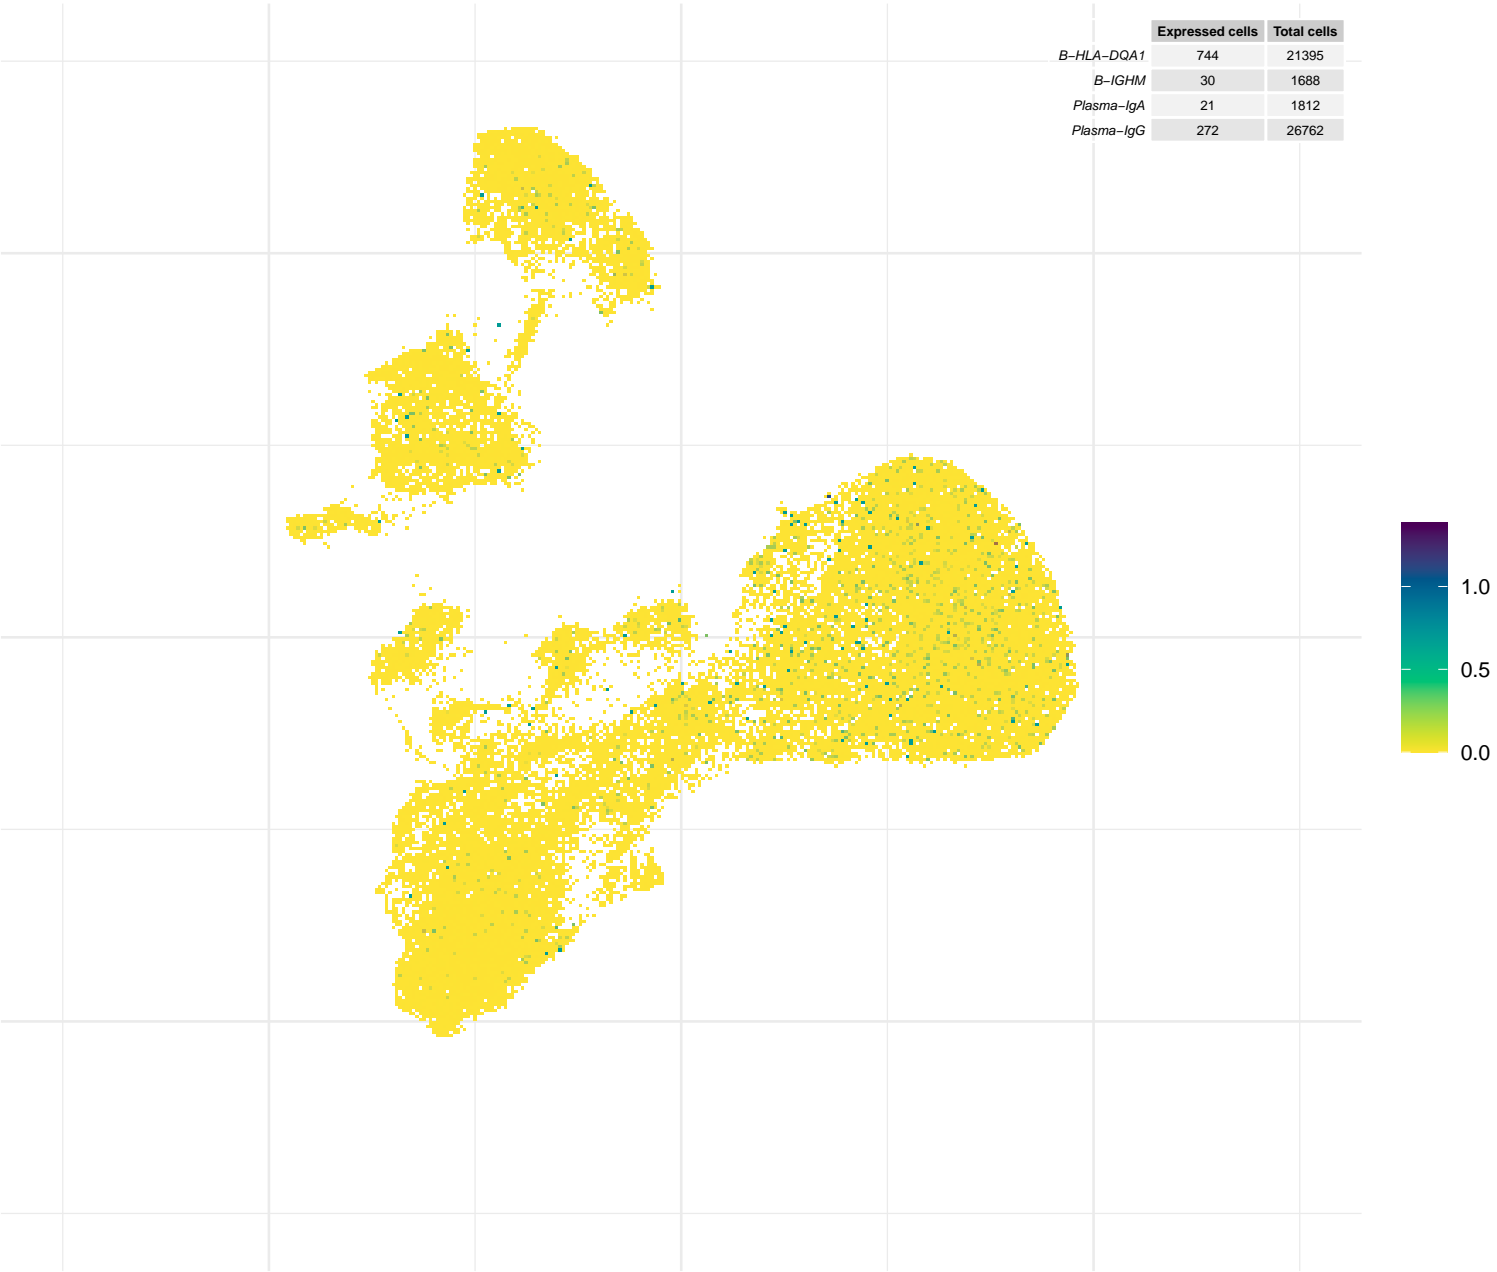 Expressed cells Total cells
B−HLA−DQA1 744 21395
B−IGHM 30 1688
Plasma−IgA 21 1812
Plasma−IgG 272 26762
1.0
0.5
0.0